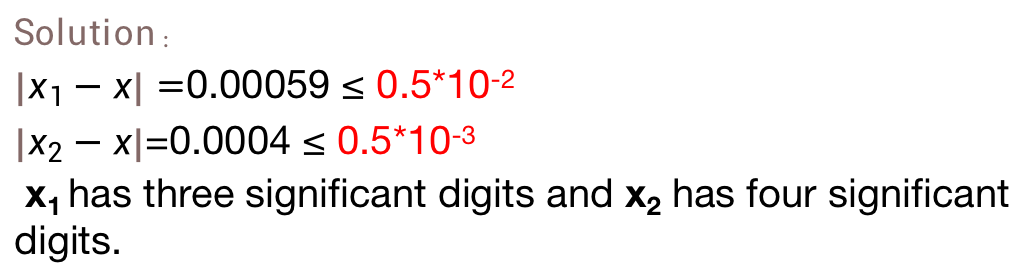 Solution:
|x₁ − x| =0.00059 ≤ 0.5*10⁻²
|x₂ − x|=0.0004 ≤ 0.5*10⁻³
x₁ has three significant digits and x₂ has four significant
digits.